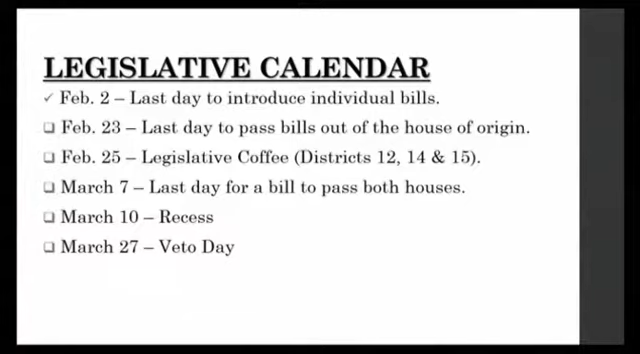 LEGISLATIVE CALENDAR
✓ Feb. 2 – Last day to introduce individual bills.
❑ Feb. 23 – Last day to pass bills out of the house of origin.
❑ Feb. 25 – Legislative Coffee (Districts 12, 14 & 15).
❑ March 7 – Last day for a bill to pass both houses.
❑ March 10 – Recess
❑ March 27 – Veto Day